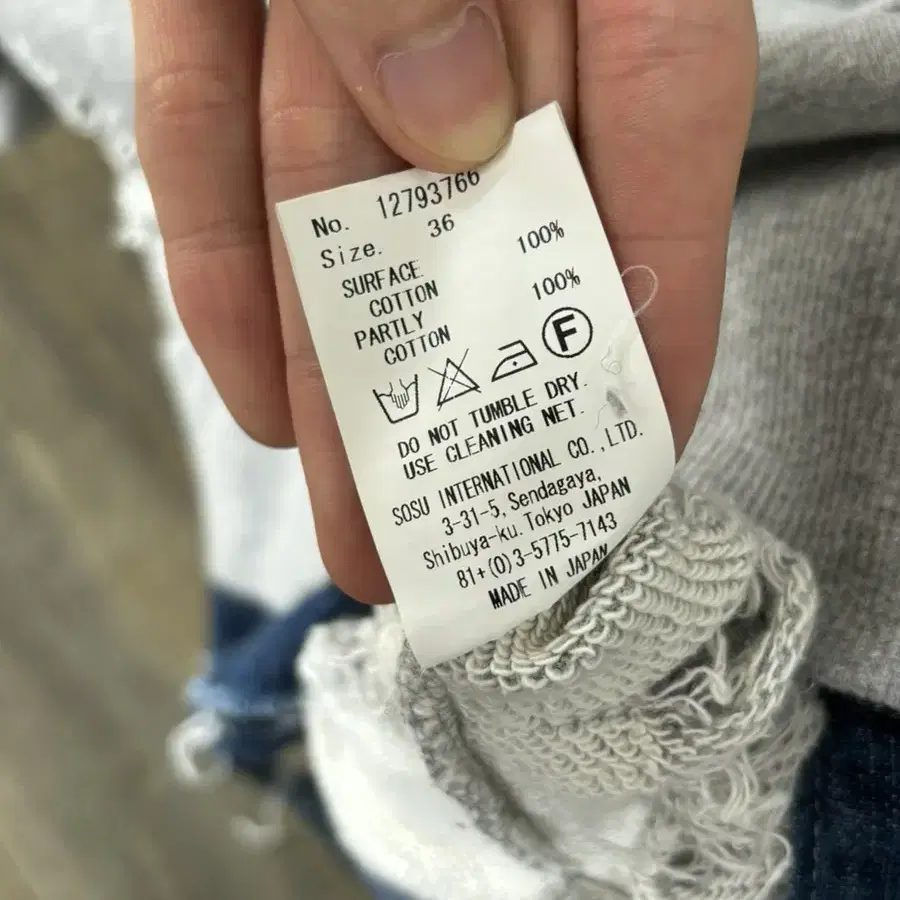 No. 12793766
Size. 36
SURFACE 100%
COTTON
PARTLY 100%
COTTON
F
DO NOT TUMBLE DRY.
USE CLEANING NET.
SOSU INTERNATIONAL CO.,LTD.
3-31-5, Sendagaya,
Shibuya-ku. Tokyo JAPAN
81+(0)3-5775-7143
MADE IN JAPAN